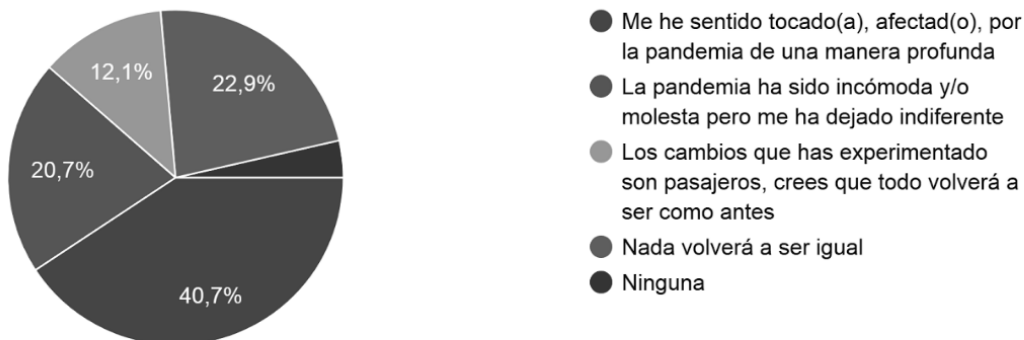 12,1%
22,9%
20,7%
40,7%
Me he sentido tocado(a), afectad(o), por
la pandemia de una manera profunda
La pandemia ha sido incómoda y/o
molesta pero me ha dejado indiferente
Los cambios que has experimentado
son pasajeros, crees que todo volverá a
ser como antes
Nada volverá a ser igual
Ninguna